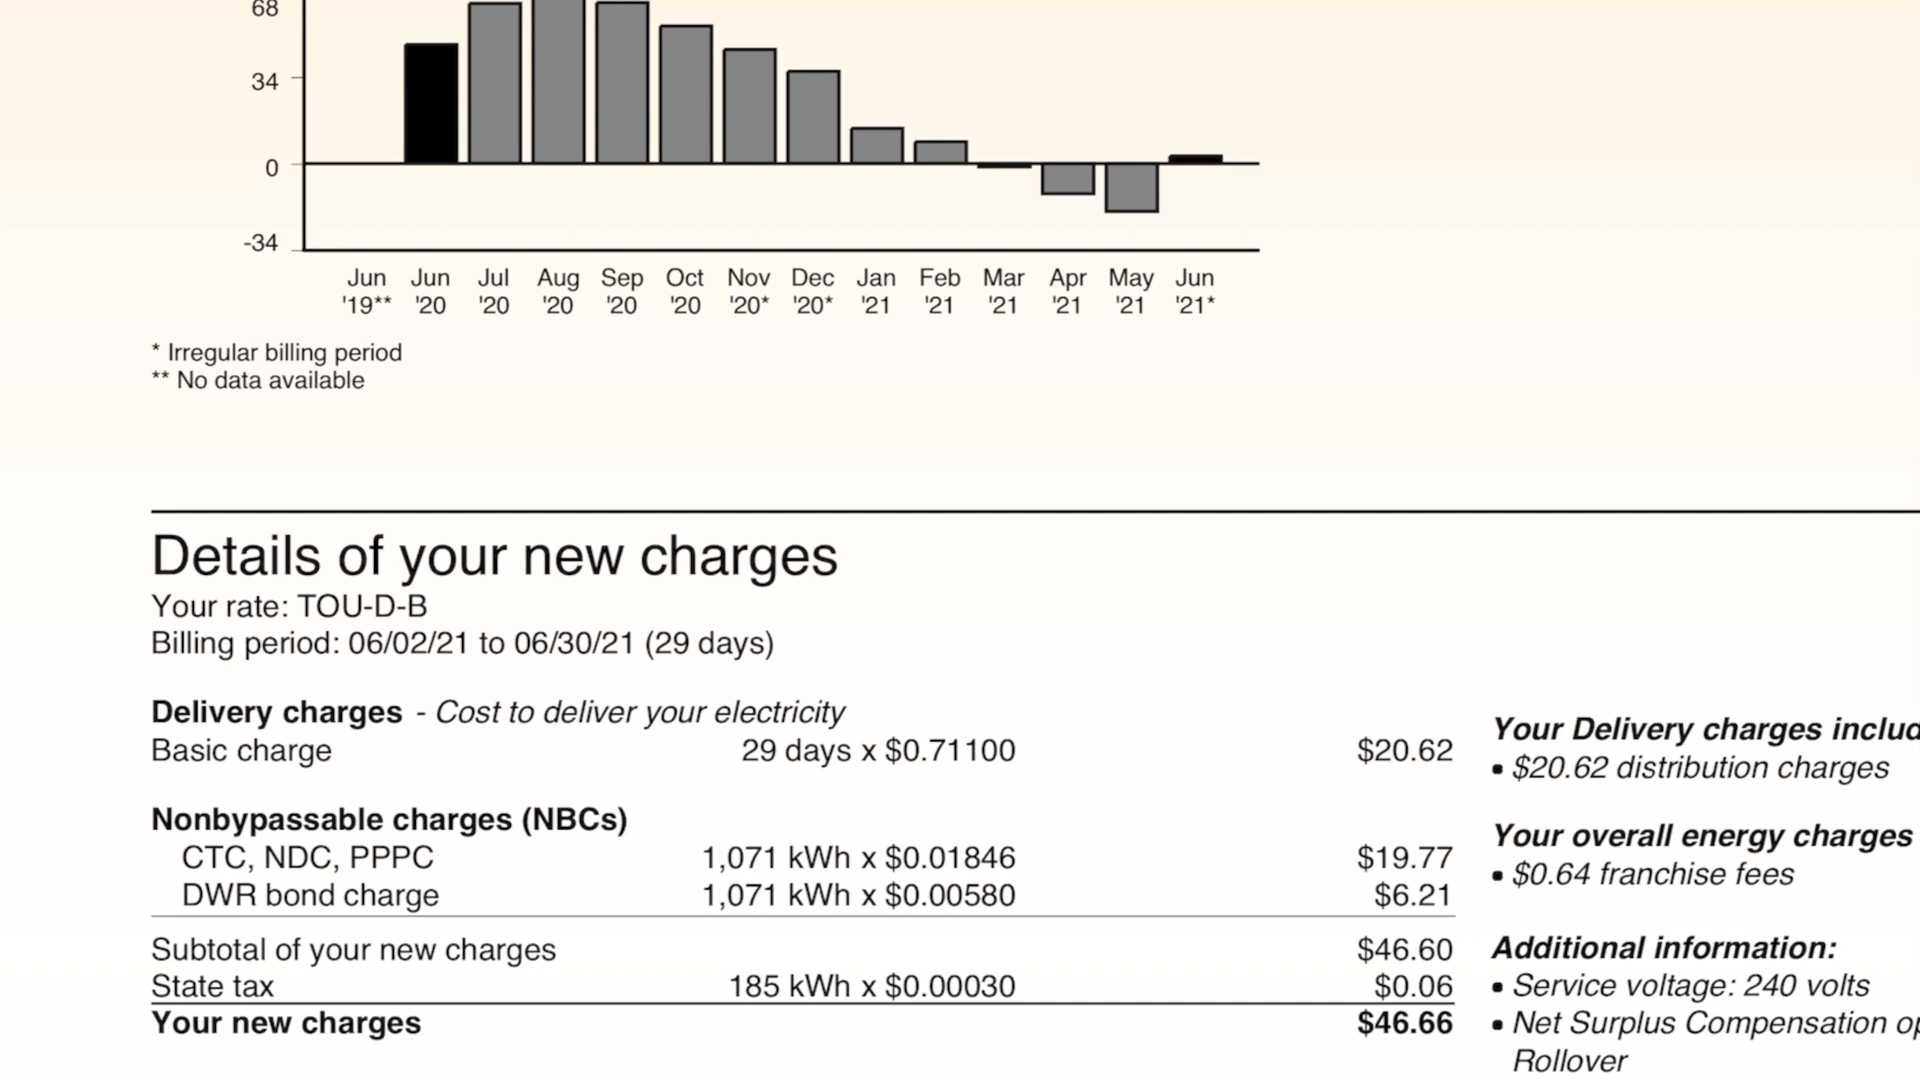 68
34
0
-34
Jun Jun Jul Aug Sep Oct Nov Dec Jan Feb Mar Apr May Jun
'19** '20 '20 '20 '20 '20 '20* '20* '21 '21 '21 '21 '21 '21*
* Irregular billing period
** No data available
Details of your new charges
Your rate: TOU-D-B
Billing period: 06/02/21 to 06/30/21 (29 days)
Delivery charges - Cost to deliver your electricity
Basic charge 29 days x $0.71100 $20.62
Nonbypassable charges (NBCs)
CTC, NDC, PPPC 1,071 kWh x $0.01846 $19.77
DWR bond charge 1,071 kWh x $0.00580 $6.21
Subtotal of your new charges $46.60
State tax 185 kWh x $0.00030 $0.06
Your new charges $46.66
Your Delivery charges includ
• $20.62 distribution charges
Your overall energy charges
• $0.64 franchise fees
Additional information:
• Service voltage: 240 volts
• Net Surplus Compensation op
Rollover